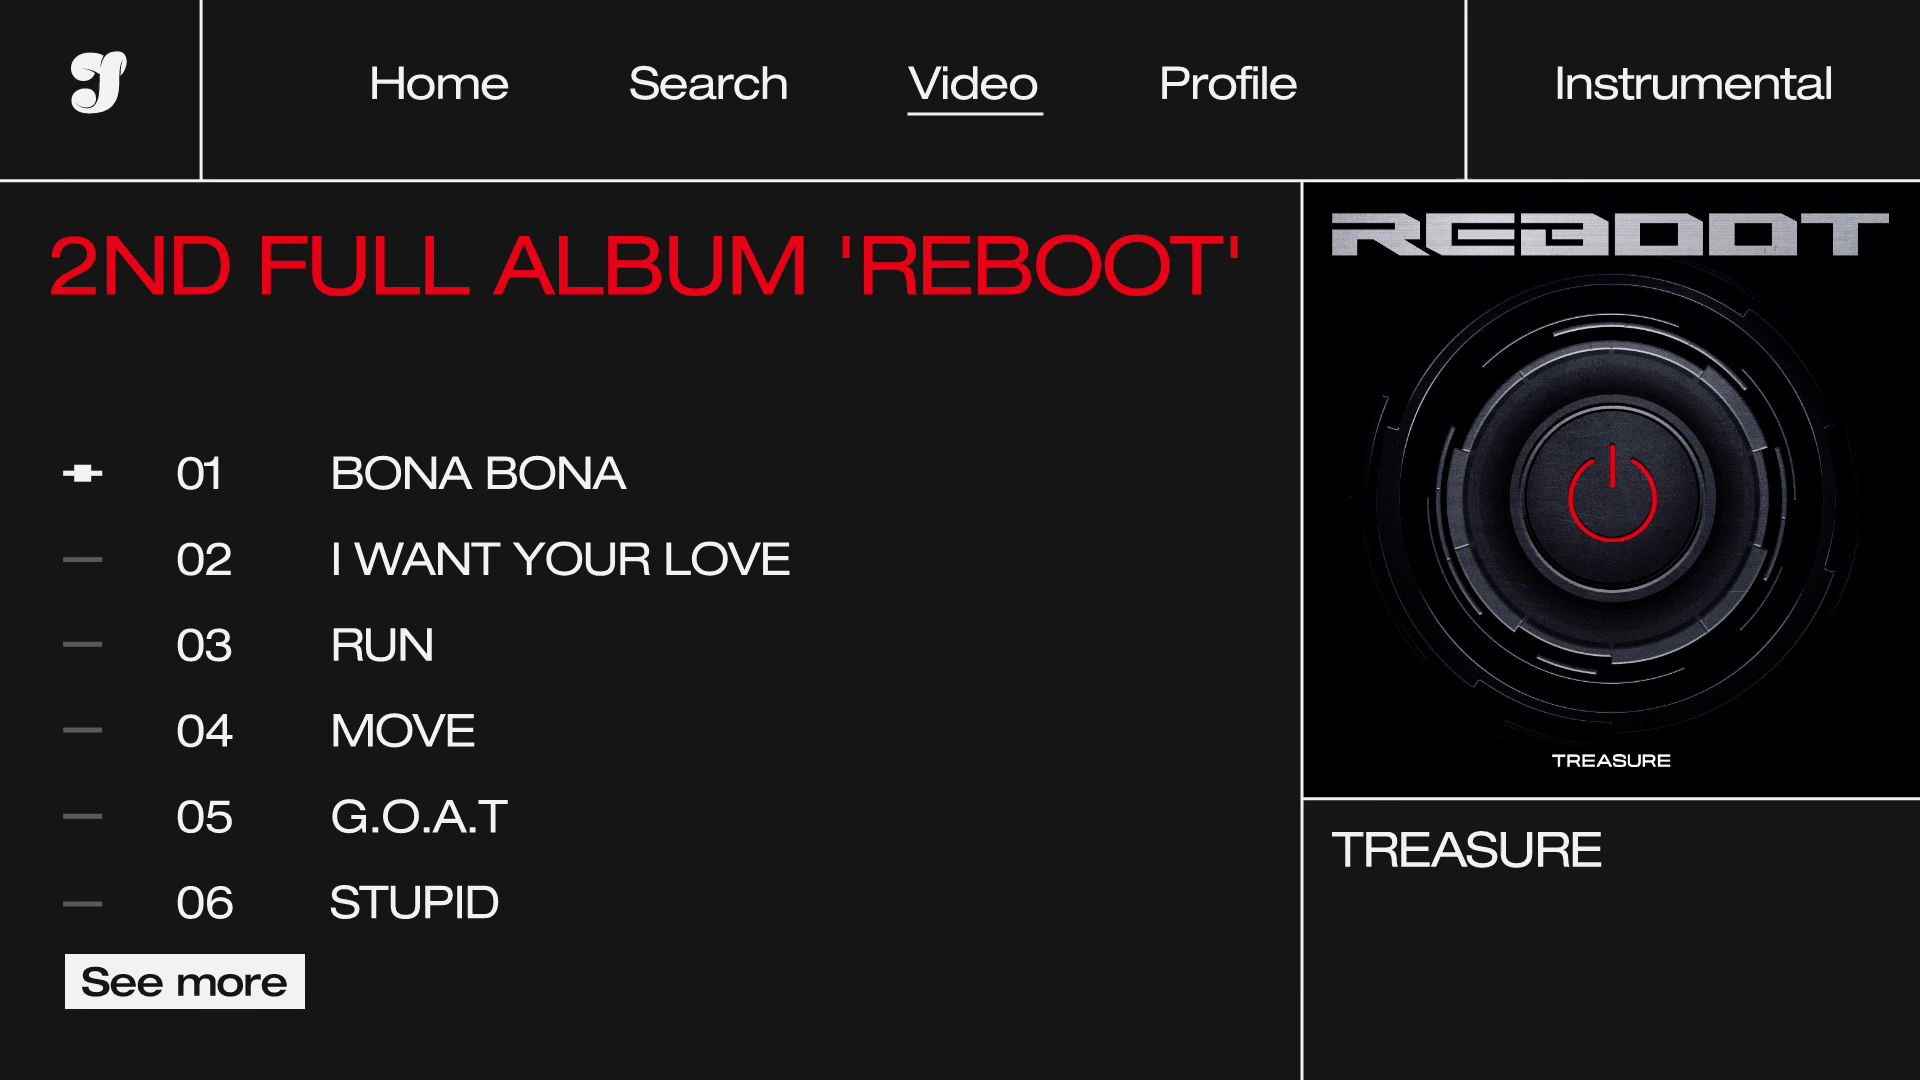 Home Search Video Profile Instrumental
2ND FULL ALBUM 'REBOOT'
01 BONA BONA
02 I WANT YOUR LOVE
03 RUN
04 MOVE
05 G.O.A.T
06 STUPID
See more
REBOOT
TREASURE
TREASURE